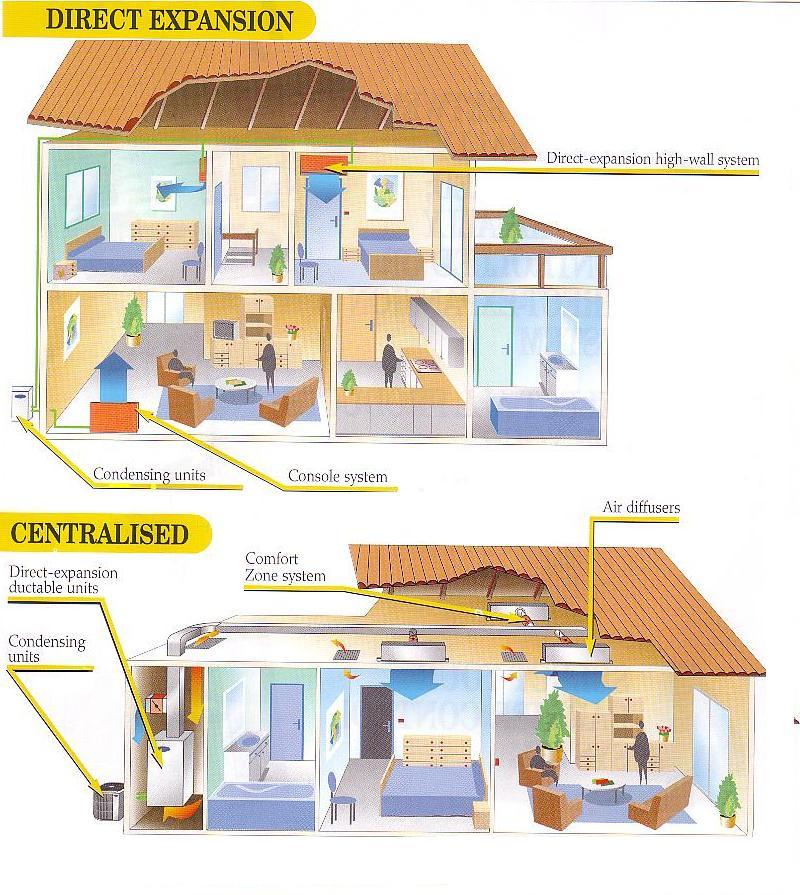 DIRECT EXPANSION
Direct-expansion high-wall system
Condensing units
Console system
Air diffusers
CENTRALISED
Comfort
Zone system
Direct-expansion
ductable units
Condensing
units